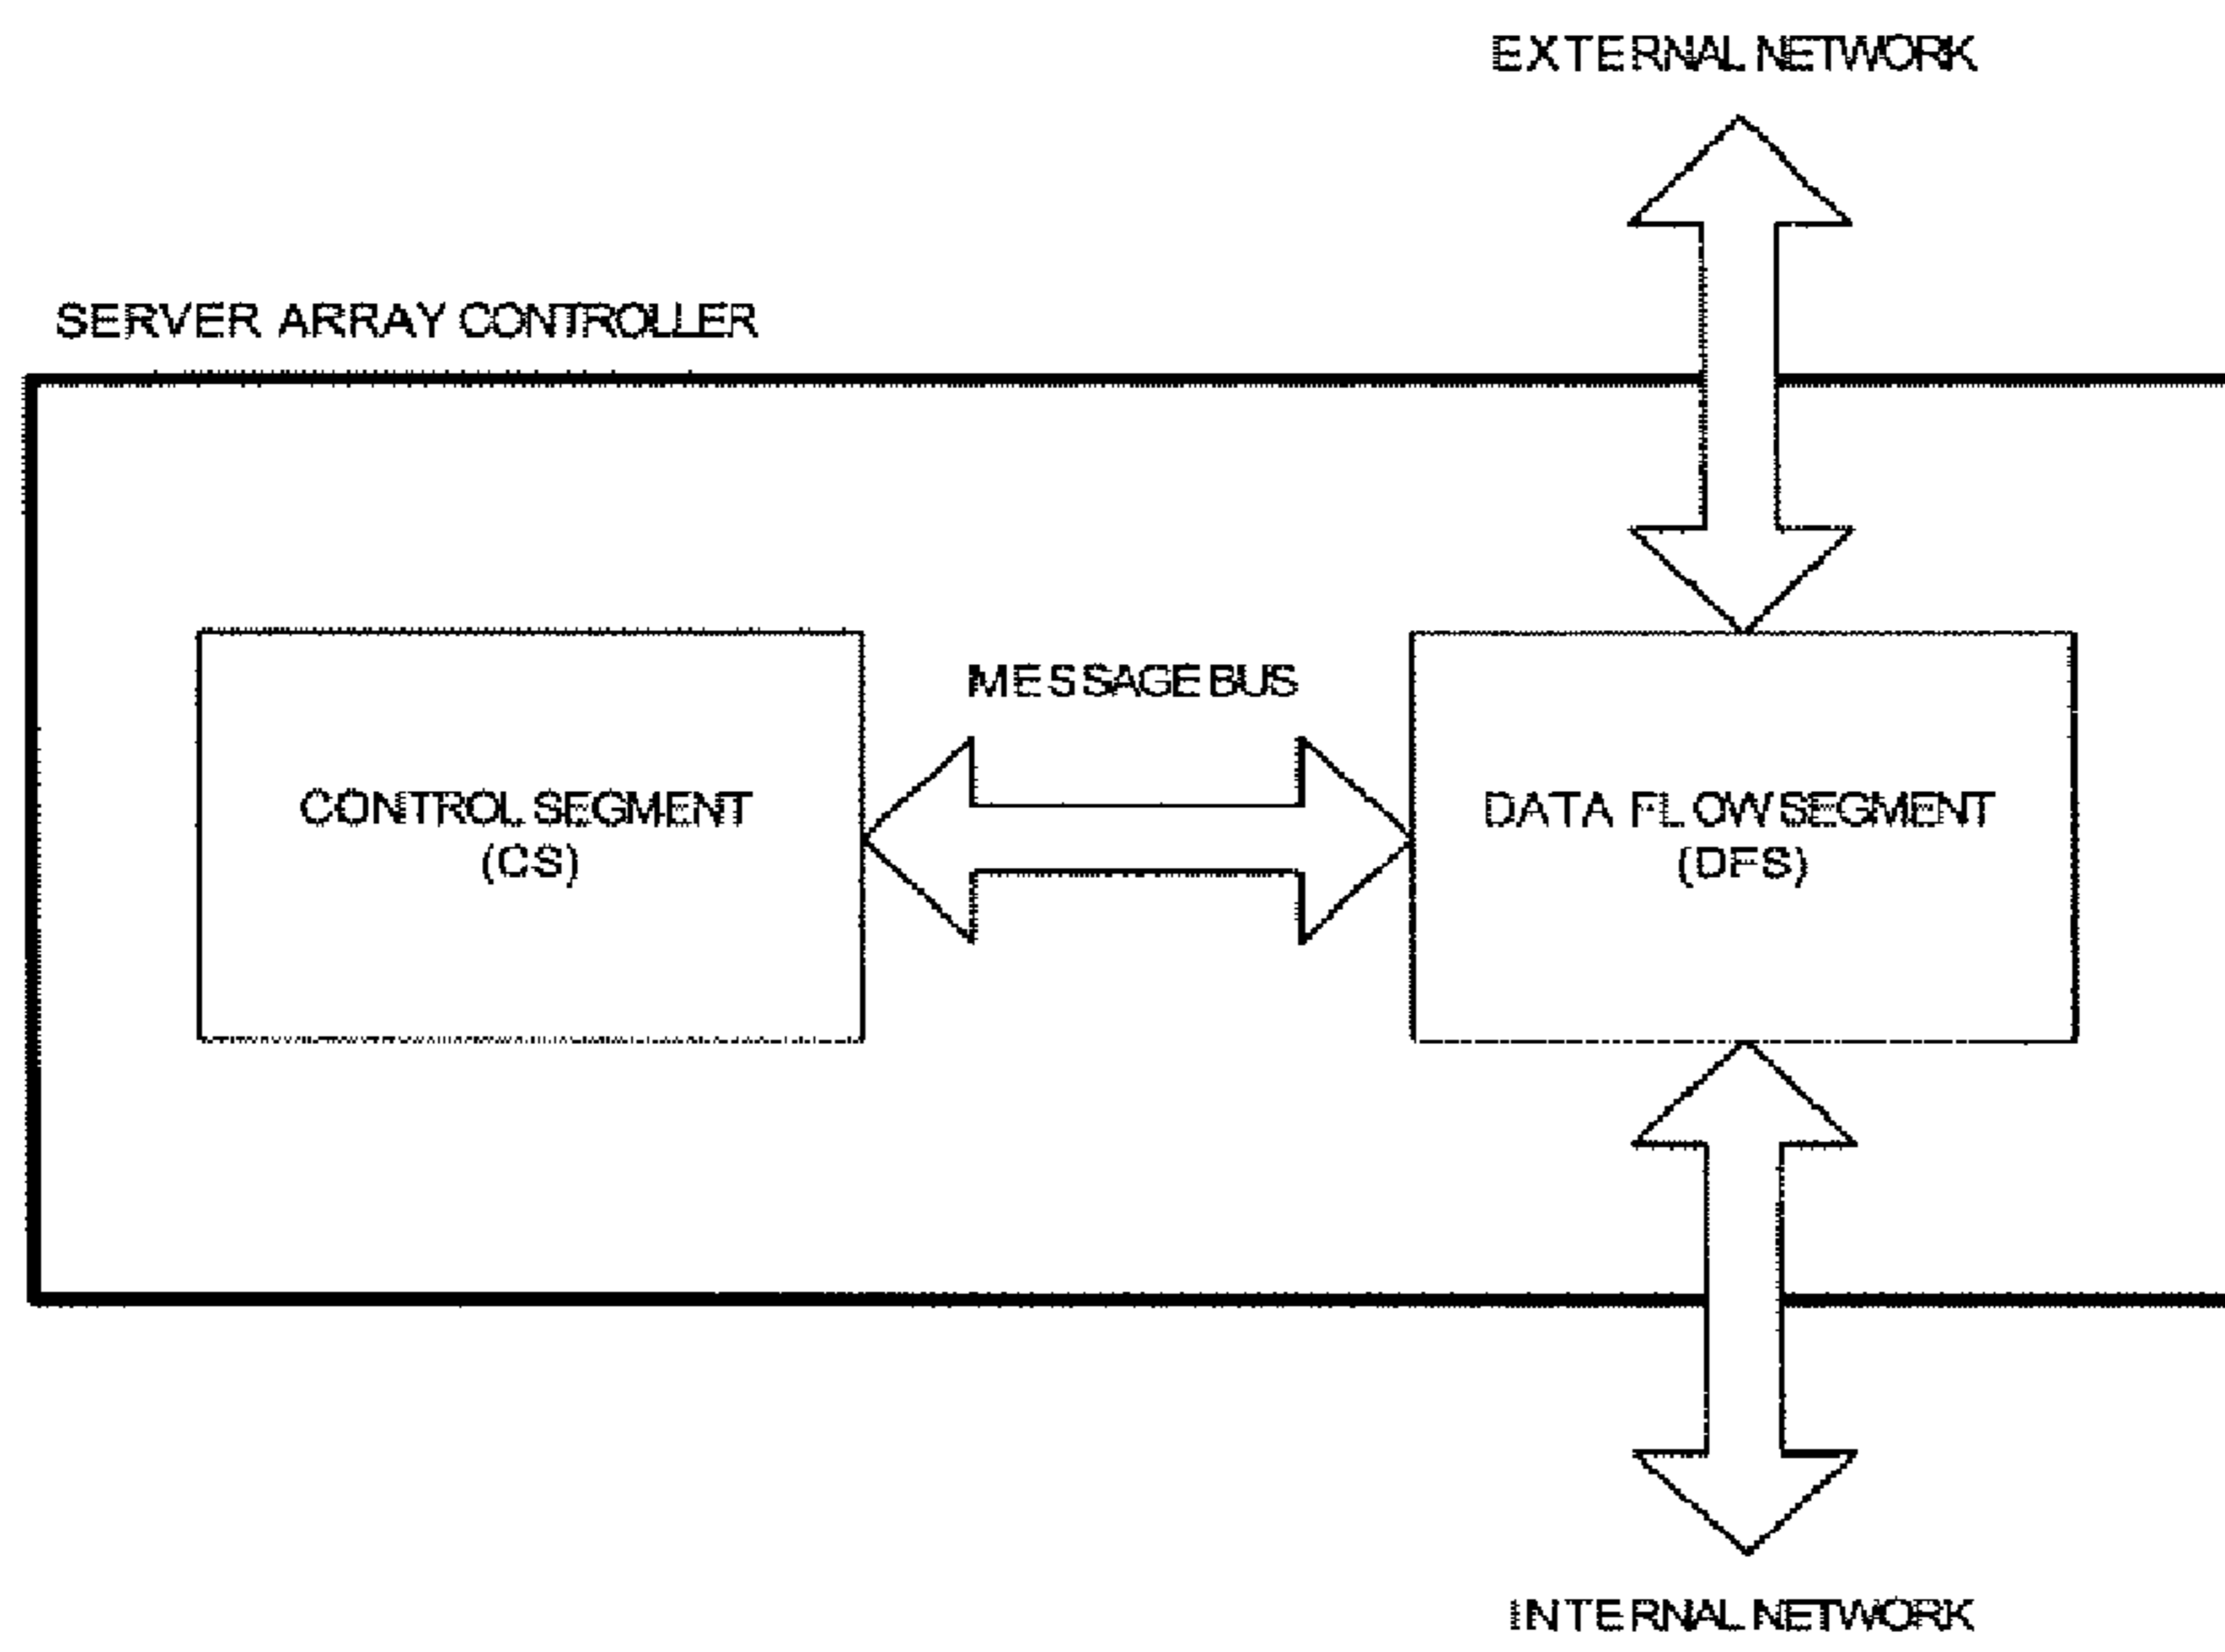 EXTERNAL NETWORK
SERVER ARRAY CONTROLLER
MESSAGE BUS
CONTROL SEGMENT
(CS)
DATA FLOW SEGMENT
(DFS)
INTERNAL NETWORK